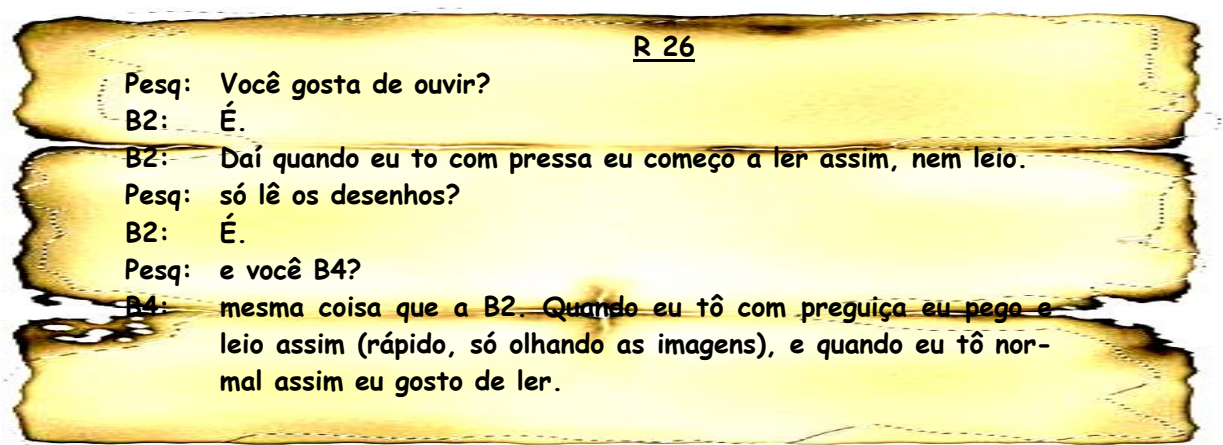 R 26
Pesq: Você gosta de ouvir?
B2: É.
B2: Daí quando eu to com pressa eu começo a ler assim, nem leio.
Pesq: só lê os desenhos?
B2: É.
Pesq: e você B4?
B4: mesma coisa que a B2. Quando eu tô com preguiça eu pego e
leio assim (rápido, só olhando as imagens), e quando eu tô nor-
mal assim eu gosto de ler.